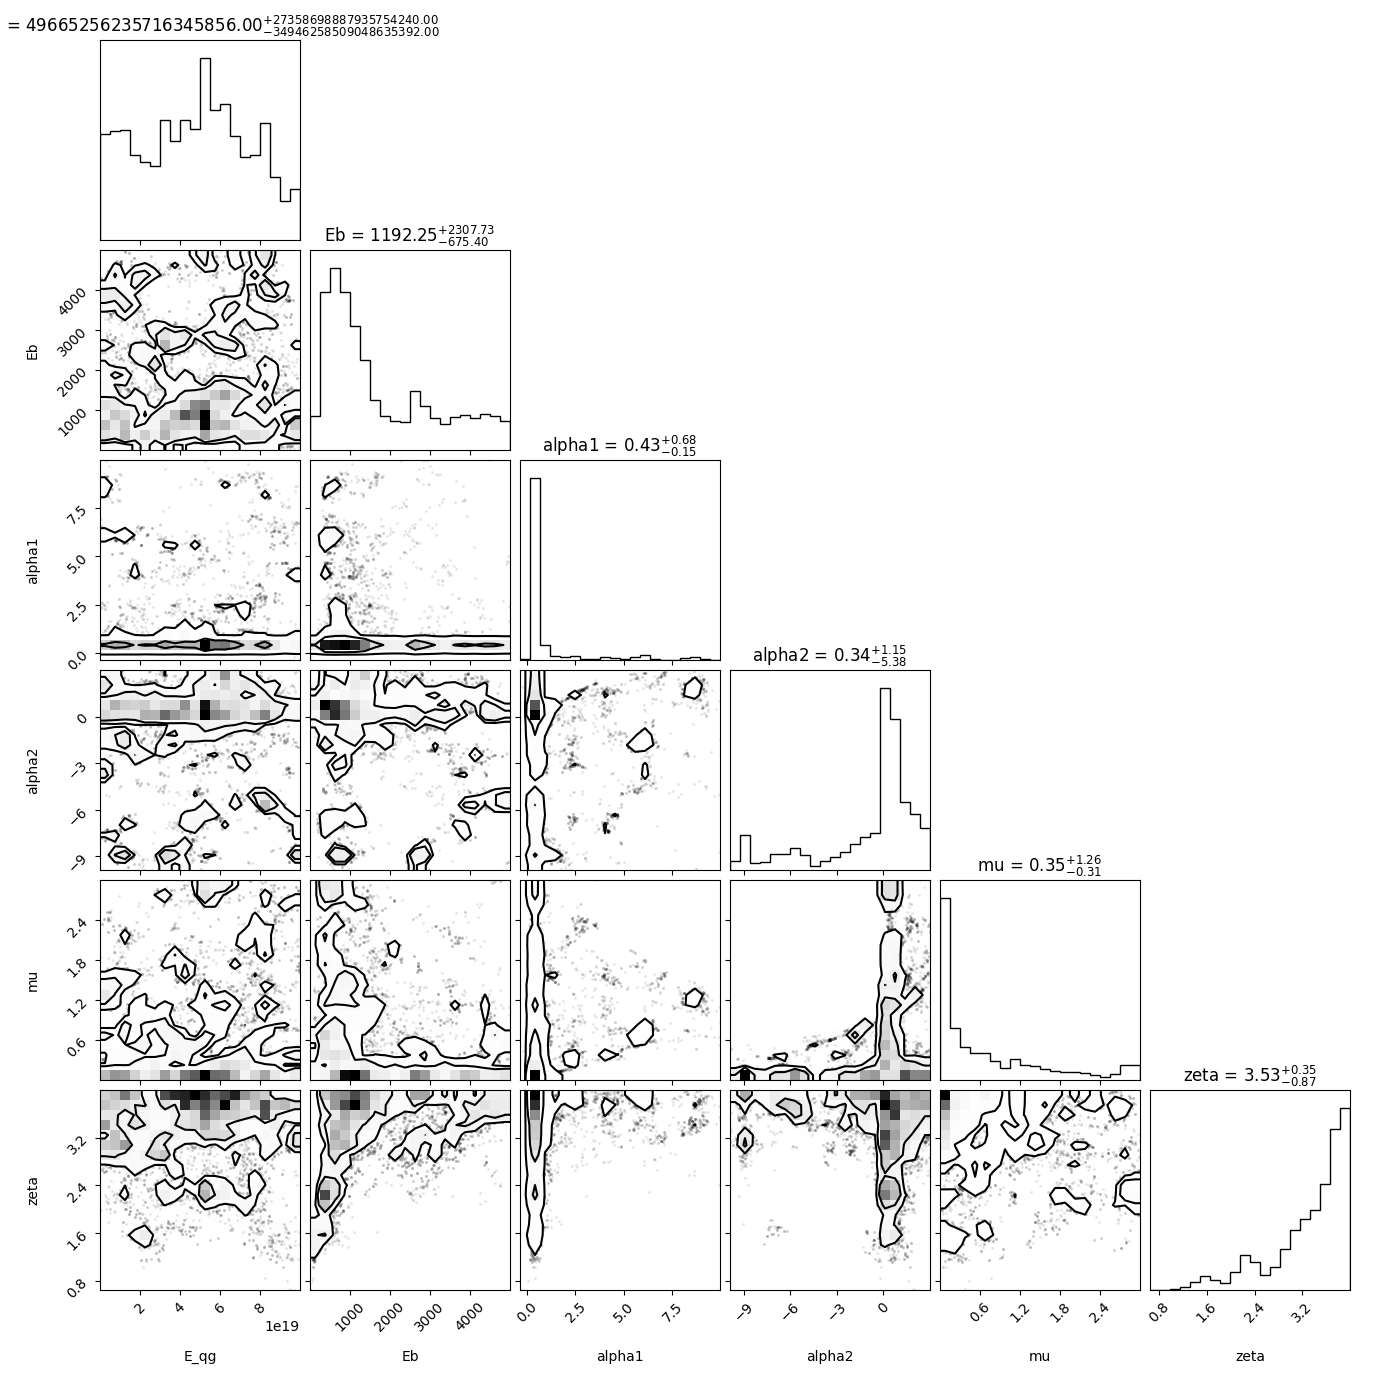 = 49665256235716345856.00+27358698887935754240.00−34946258509048635392.00
Eb = 1192.25+2307.73−675.40
4000
3000
2000
1000
Eb
alpha1 = 0.43+0.68−0.15
7.5
5.0
2.5
0.0
alpha1
alpha2 = 0.34+1.15−5.38
0
−3
−6
−9
alpha2
mu = 0.35+1.26−0.31
2.4
1.8
1.2
0.6
mu
zeta = 3.53+0.35−0.87
3.2
2.4
1.6
0.8
zeta
2 4 6 8
1e19
E_qg
1000 2000 3000 4000
Eb
0.0 2.5 5.0 7.5
alpha1
−9 −6 −3 0
alpha2
0.6 1.2 1.8 2.4
mu
0.8 1.6 2.4 3.2
zeta